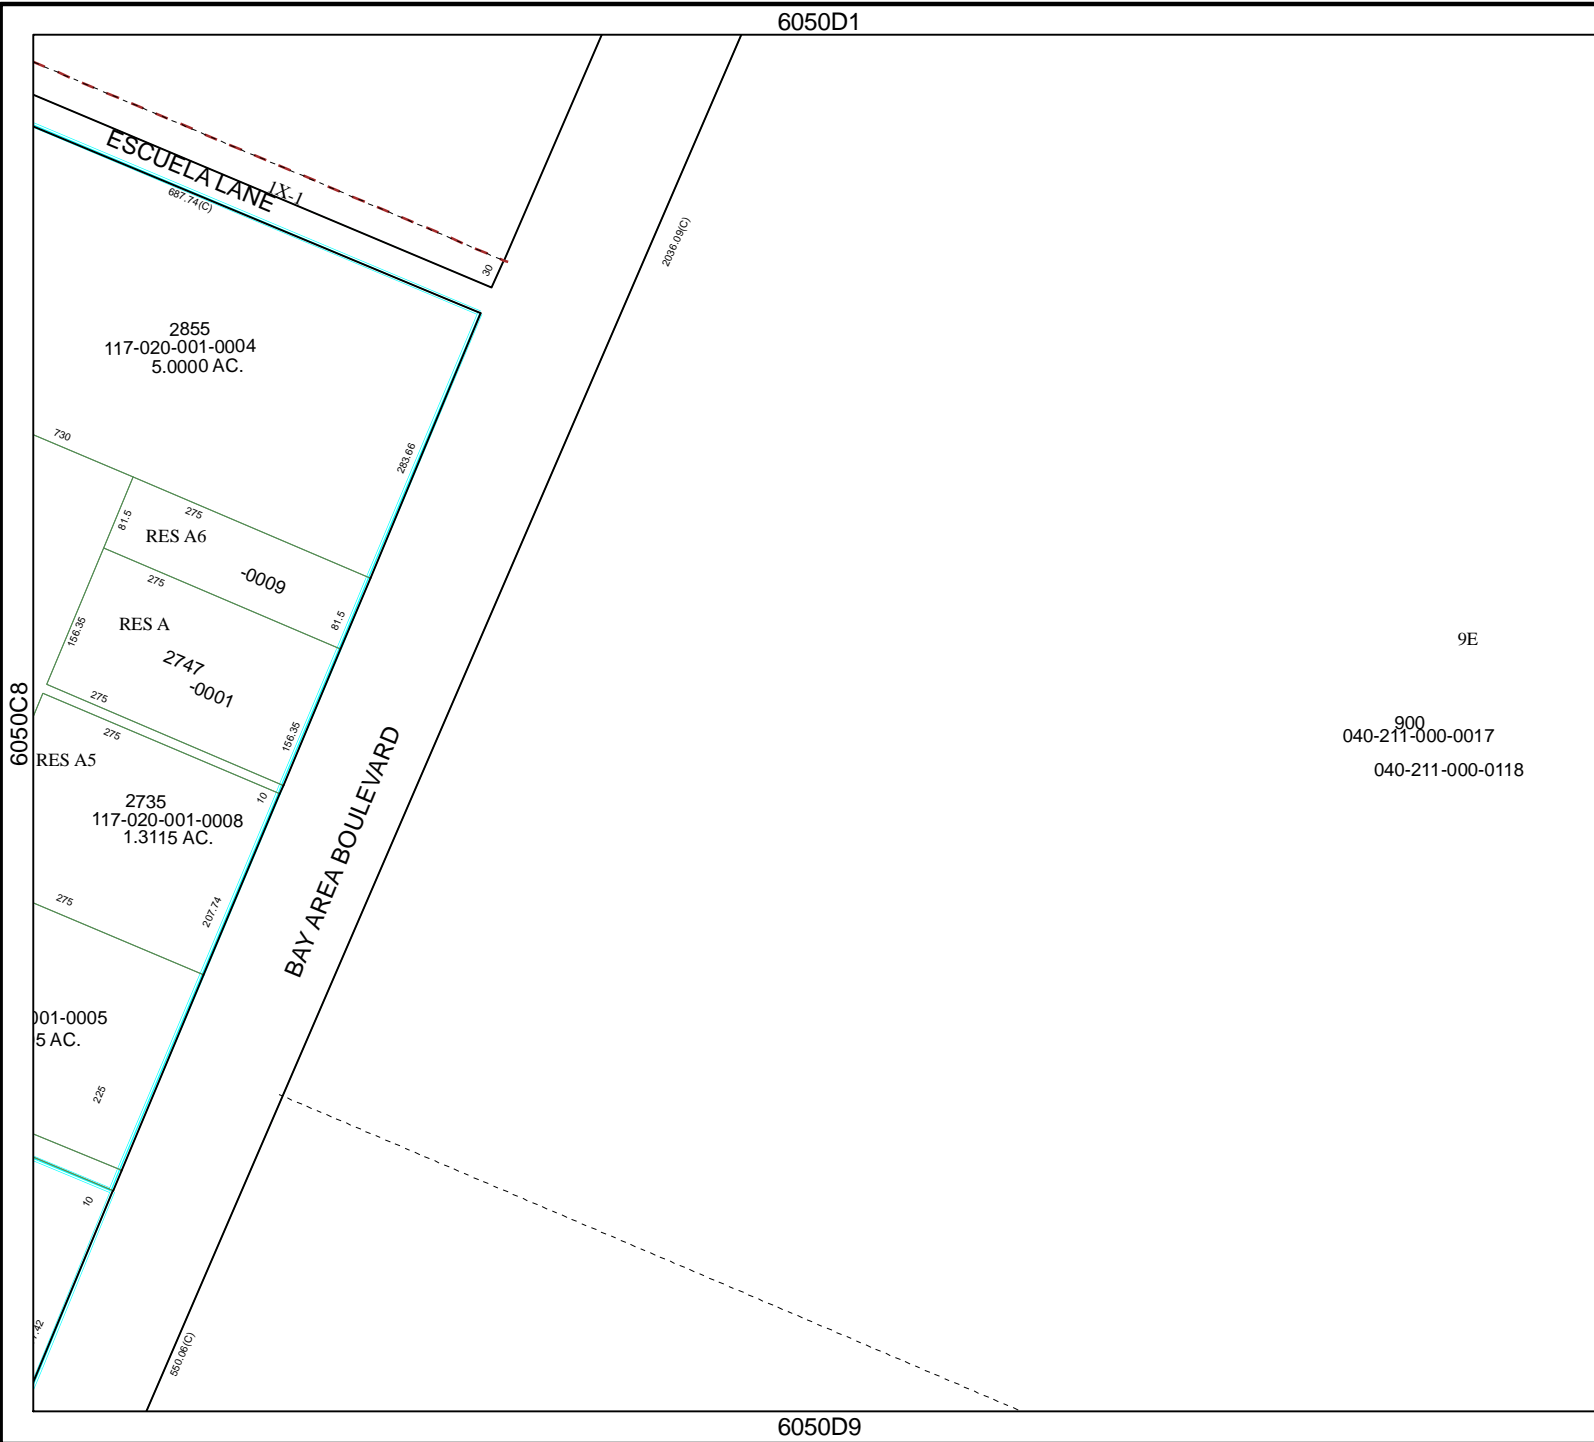 6050D1
ESCUELA LANE
1X-1
687.74(C)
30
2036.09(C)
2855
117-020-001-0004
5.0000 AC.
730
283.66
275
81.5
RES A6
-0009
275
81.5
RES A
156.35
2747
-0001
275
156.35
275
6050C8
RES A5
10
2735
117-020-001-0008
1.3115 AC.
BAY AREA BOULEVARD
9E
900
040-211-000-0017
040-211-000-0118
275
207.74
001-0005
5 AC.
225
10
.42
550.06(C)
6050D9